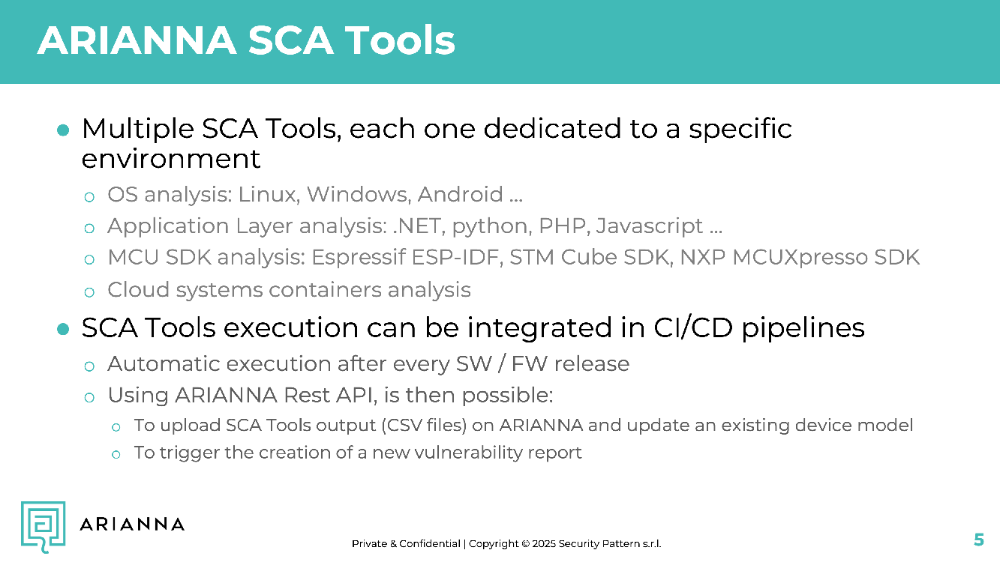 ARIANNA SCA Tools
Multiple SCA Tools, each one dedicated to a specific
environment
OS analysis: Linux, Windows, Android ...
Application Layer analysis: .NET, python, PHP, Javascript ...
MCU SDK analysis: Espressif ESP-IDF, STM Cube SDK, NXP MCUXpresso SDK
Cloud systems containers analysis
SCA Tools execution can be integrated in CI/CD pipelines
Automatic execution after every SW / FW release
Using ARIANNA Rest API, is then possible:
To upload SCA Tools output (CSV files) on ARIANNA and update an existing device model
To trigger the creation of a new vulnerability report
ARIANNA
Private & Confidential | Copyright © 2025 Security Pattern s.r.l.
5